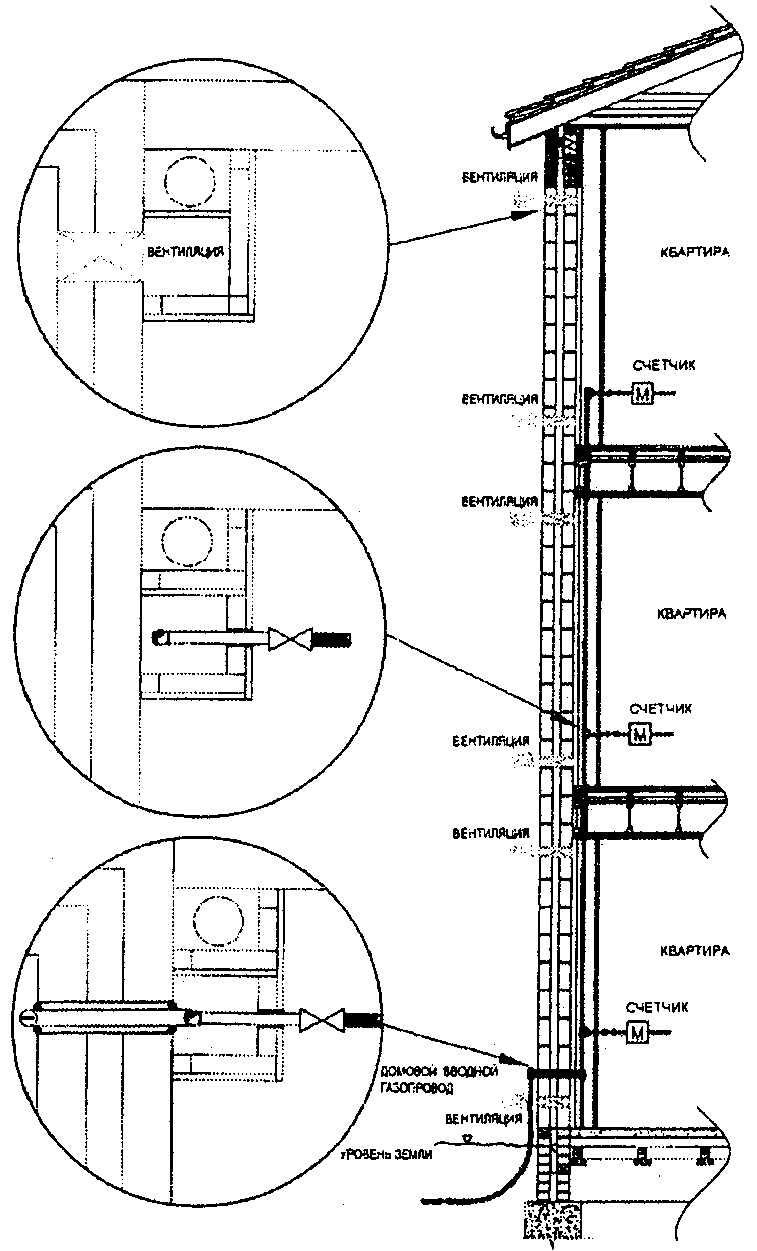 ВЕНТИЛЯЦИЯ
ВЕНТИЛЯЦИЯ
КВАРТИРА
СЧЕТЧИК
М
ВЕНТИЛЯЦИЯ
ВЕНТИЛЯЦИЯ
КВАРТИРА
СЧЕТЧИК
М
ВЕНТИЛЯЦИЯ
ВЕНТИЛЯЦИЯ
КВАРТИРА
СЧЕТЧИК
М
ДОМОВОЙ ВВОДНОЙ
ГАЗОПРОВОД
ВЕНТИЛЯЦИЯ
УРОВЕНЬ ЗЕМЛИ